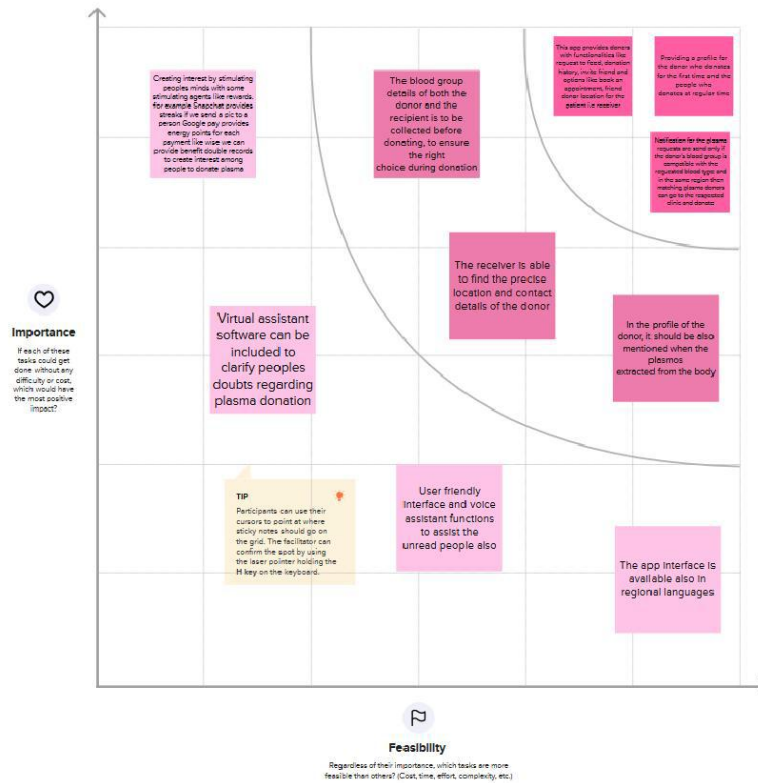 Creating interest by stimulating
peoples minds with some
stimulating agents like rewards,
for example Snapchat provides
streaks if we send a pic to a
person Google pay provides
energy points for each
payment like wise we can
provide benefit double records
to create interest among
people to donater plasma
The blood group
details of both the
donor and the
recipient is to be
collected before
donating, to ensure
the right
choice during donation
This app provides donors
with functionalities like
request to feed, donation
history, invite friend and
options like book an
appointment, friend
donor location for the
patient i.e receiver
Providing a profile for
the donor who donates
for the first time and the
people who
donates at regular time
Notification for the plasma
requests are send only if
the donor's blood group is
compatible with the
requested blood type and
in the same region then
matching plasma donors
can go to the respected
clinic and donate
The receiver is able
to find the precise
location and contact
details of the donor
In the profile of the
donor, it should be also
mentioned when the
plasmos
extracted from the body
Virtual assistant
software can be
included to
clarify peoples
doubts regarding
plasma donation
Importance
If each of these
tasks could get
done without any
difficulty or cost,
which would have
the most positive
impact?
TIP
Participants can use their
cursors to point at where
sticky notes should go on
the grid. The facilitator can
confirm the spot by using
the laser pointer holding the
H key on the keyboard.
User friendly
interface and voice
assistant functions
to assist the
unread people also
The app interface is
available also in
regional languages
Feasibility
Regardless of their importance, which tasks are more
feasible than others? (Cost, time, effort, complexity, etc.)